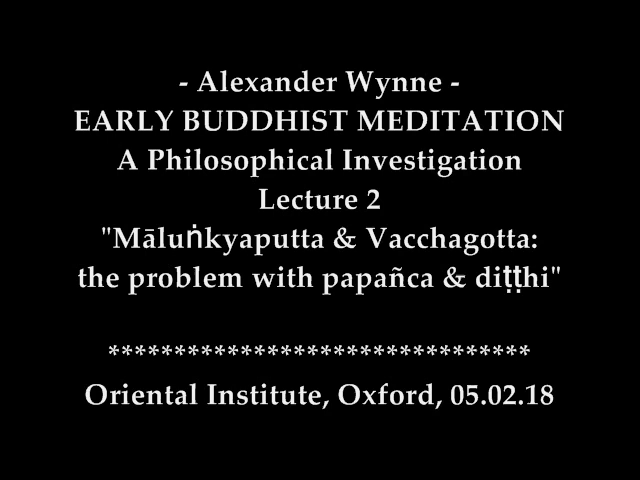 - Alexander Wynne -
EARLY BUDDHIST MEDITATION
A Philosophical Investigation
Lecture 2
"Māluṅkyaputta & Vacchagotta:
the problem with papañca & diṭṭhi"
********************************
Oriental Institute, Oxford, 05.02.18